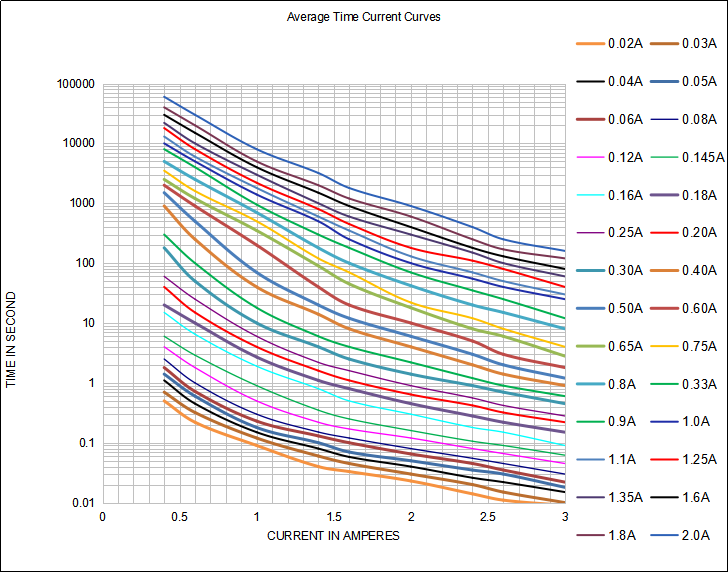 Average Time Current Curves
0.02A 0.03A
0.04A 0.05A
0.06A 0.08A
0.12A 0.145A
0.16A 0.18A
0.25A 0.20A
0.30A 0.40A
0.50A 0.60A
0.65A 0.75A
0.8A 0.33A
0.9A 1.0A
1.1A 1.25A
1.35A 1.6A
1.8A 2.0A
TIME IN SECOND
100000
10000
1000
100
10
1
0.1
0.01
0 0.5 1 1.5 2 2.5 3
CURRENT IN AMPERES